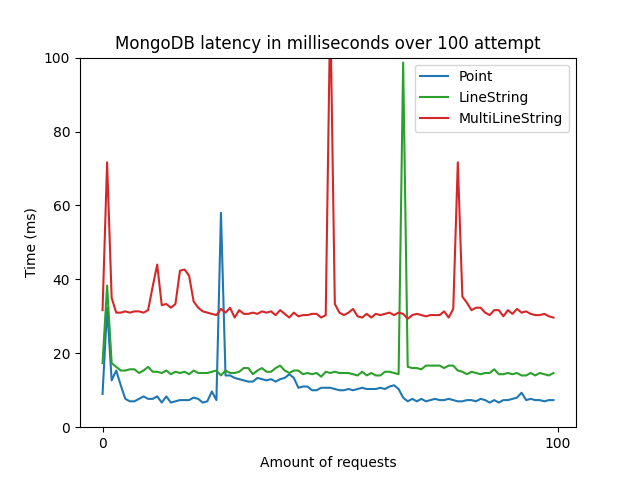 MongoDB latency in milliseconds over 100 attempt
Point
LineString
MultiLineString
100
80
60
40
20
0
Time (ms)
0
100
Amount of requests